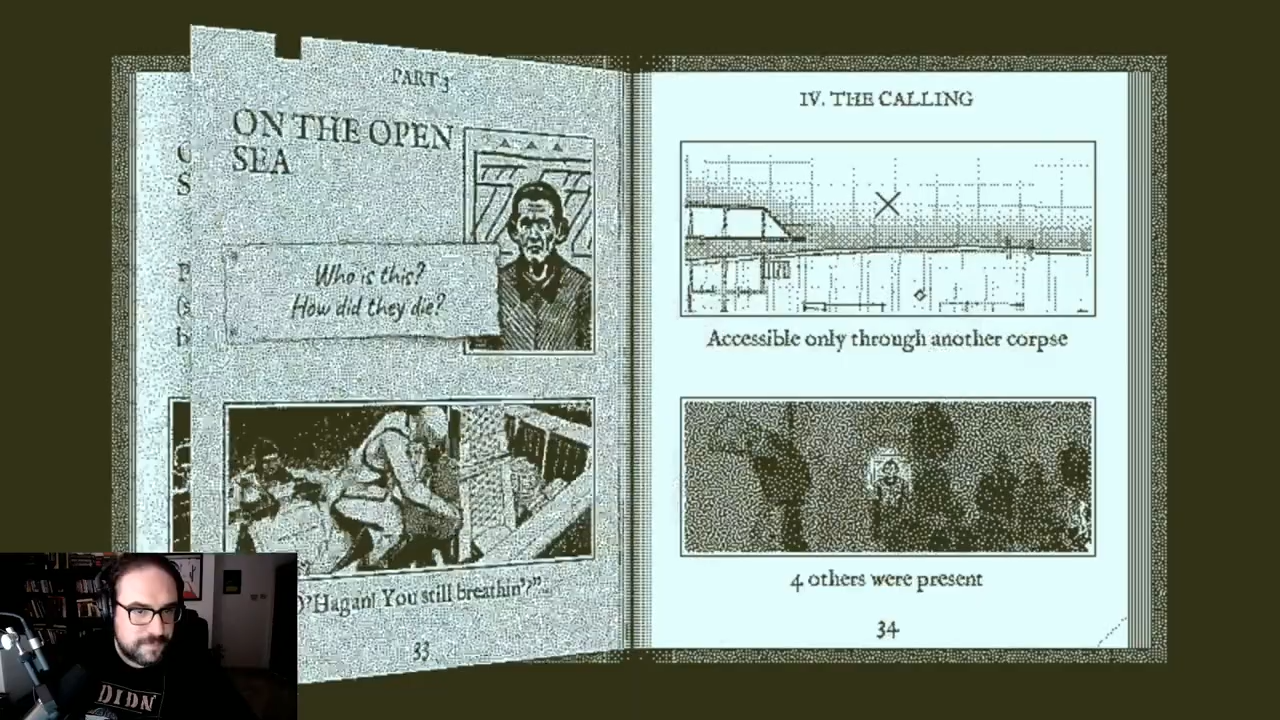 PART 3
ON THE OPEN
SEA
Who is this?
How did they die?
O'Hagan! You still breathin'?"
33
IV. THE CALLING
Accessible only through another corpse
4 others were present
34